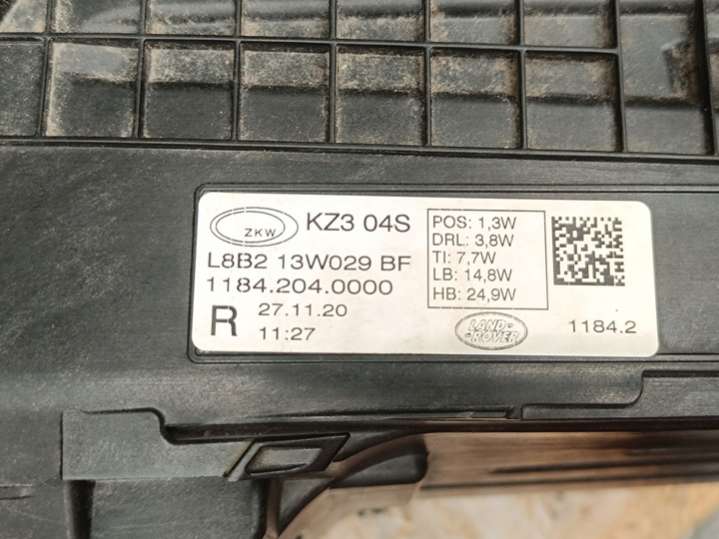 ZKW
KZ3 04S
L8B2 13W029 BF
1184.204.0000
R
27.11.20
11:27
POS: 1,3W
DRL: 3,8W
TI: 7,7W
LB: 14,8W
HB: 24,9W
LAND-
ROVER
1184.2